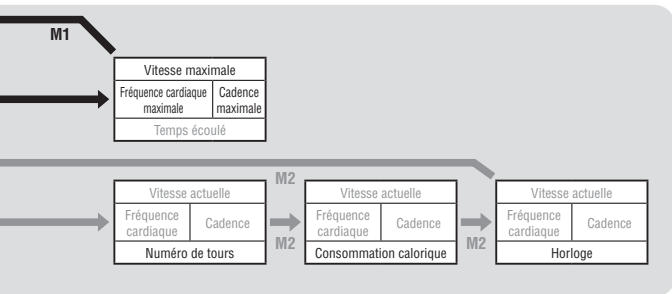 M1
Vitesse maximale
Fréquence cardiaque
maximale
Cadence
maximale
Temps écoulé
M2
Vitesse actuelle
Fréquence
cardiaque
Cadence
Numéro de tours
M2
Vitesse actuelle
Fréquence
cardiaque
Cadence
Consommation calorique
M2
Vitesse actuelle
Fréquence
cardiaque
Cadence
Horloge